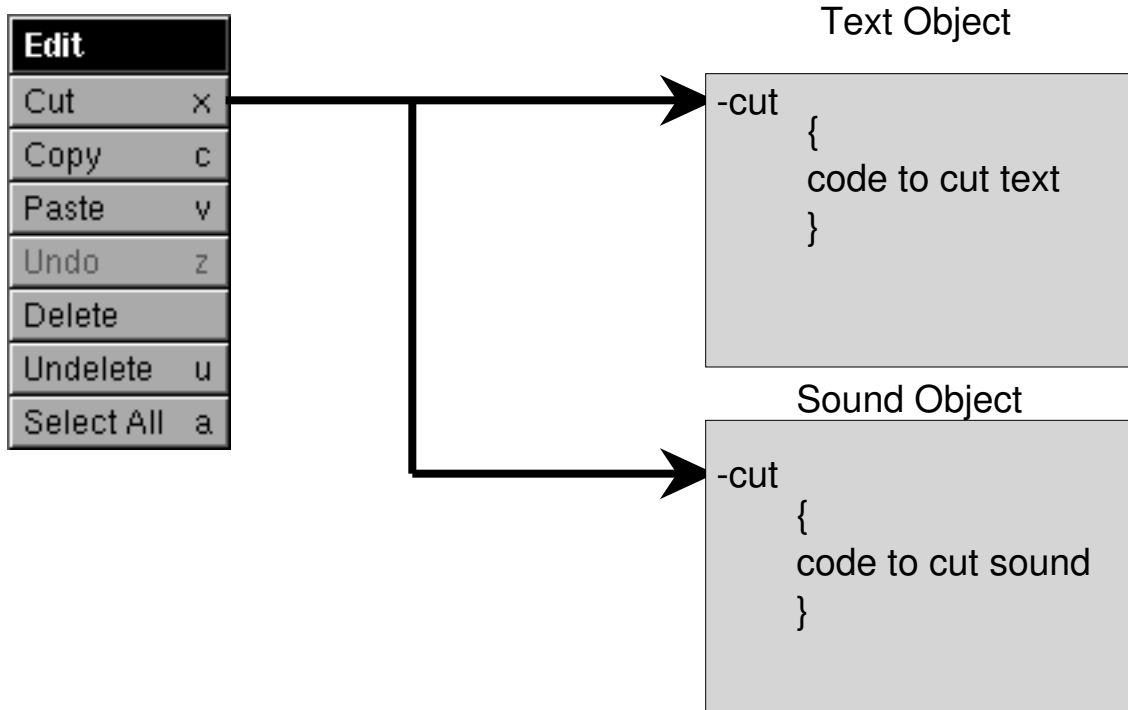 Edit
Cut x
Copy c
Paste v
Undo z
Delete
Undelete u
Select All a
Text Object
-cut
{
code to cut text
}
Sound Object
-cut
{
code to cut sound
}